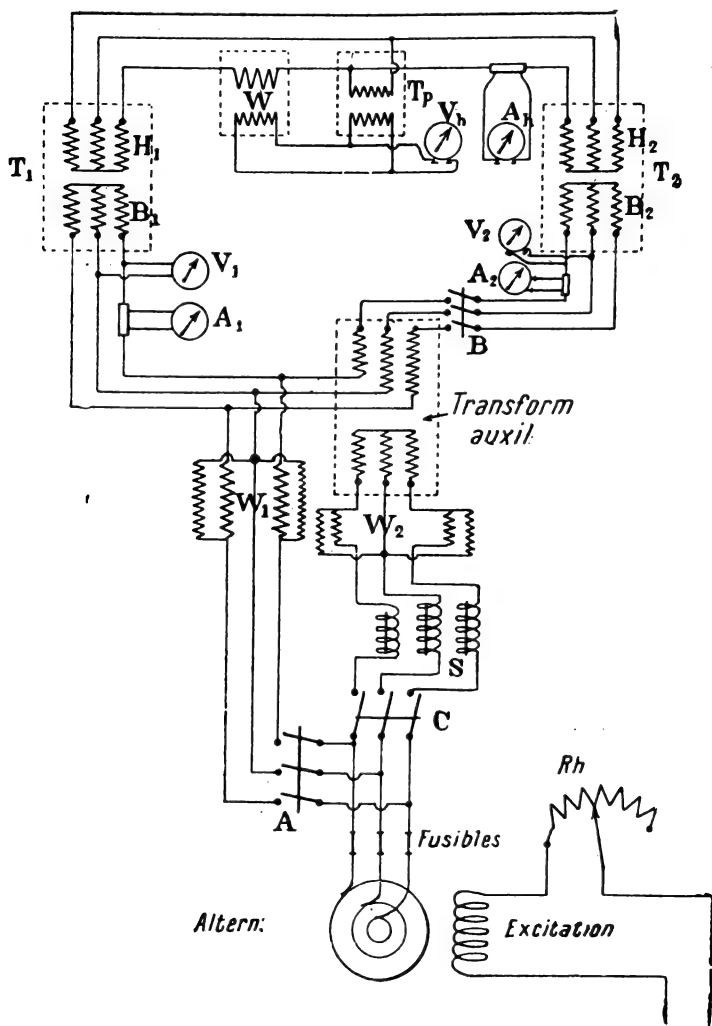 W
Tp
Vh
Ah
T1
H1
B1
H2
T2
B2
V1
A1
V2
A2
B
Transform
auxil.
W1
W2
S
C
A
Fusibles
Rh
Altern:
Excitation